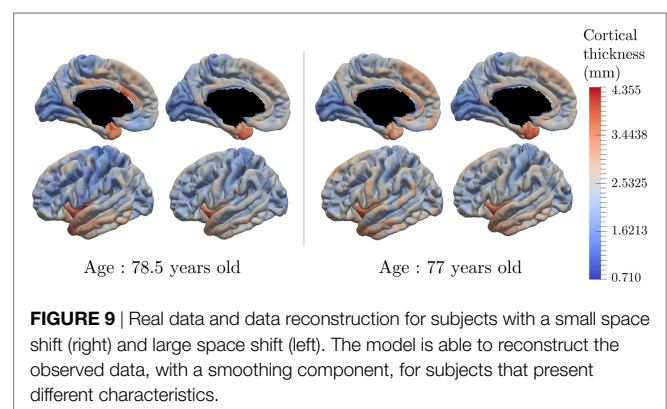 Cortical
thickness
(mm)
4.355
3.4438
2.5325
1.6213
0.710
Age : 78.5 years old
Age : 77 years old
FIGURE 9 | Real data and data reconstruction for subjects with a small space
shift (right) and large space shift (left). The model is able to reconstruct the
observed data, with a smoothing component, for subjects that present
different characteristics.